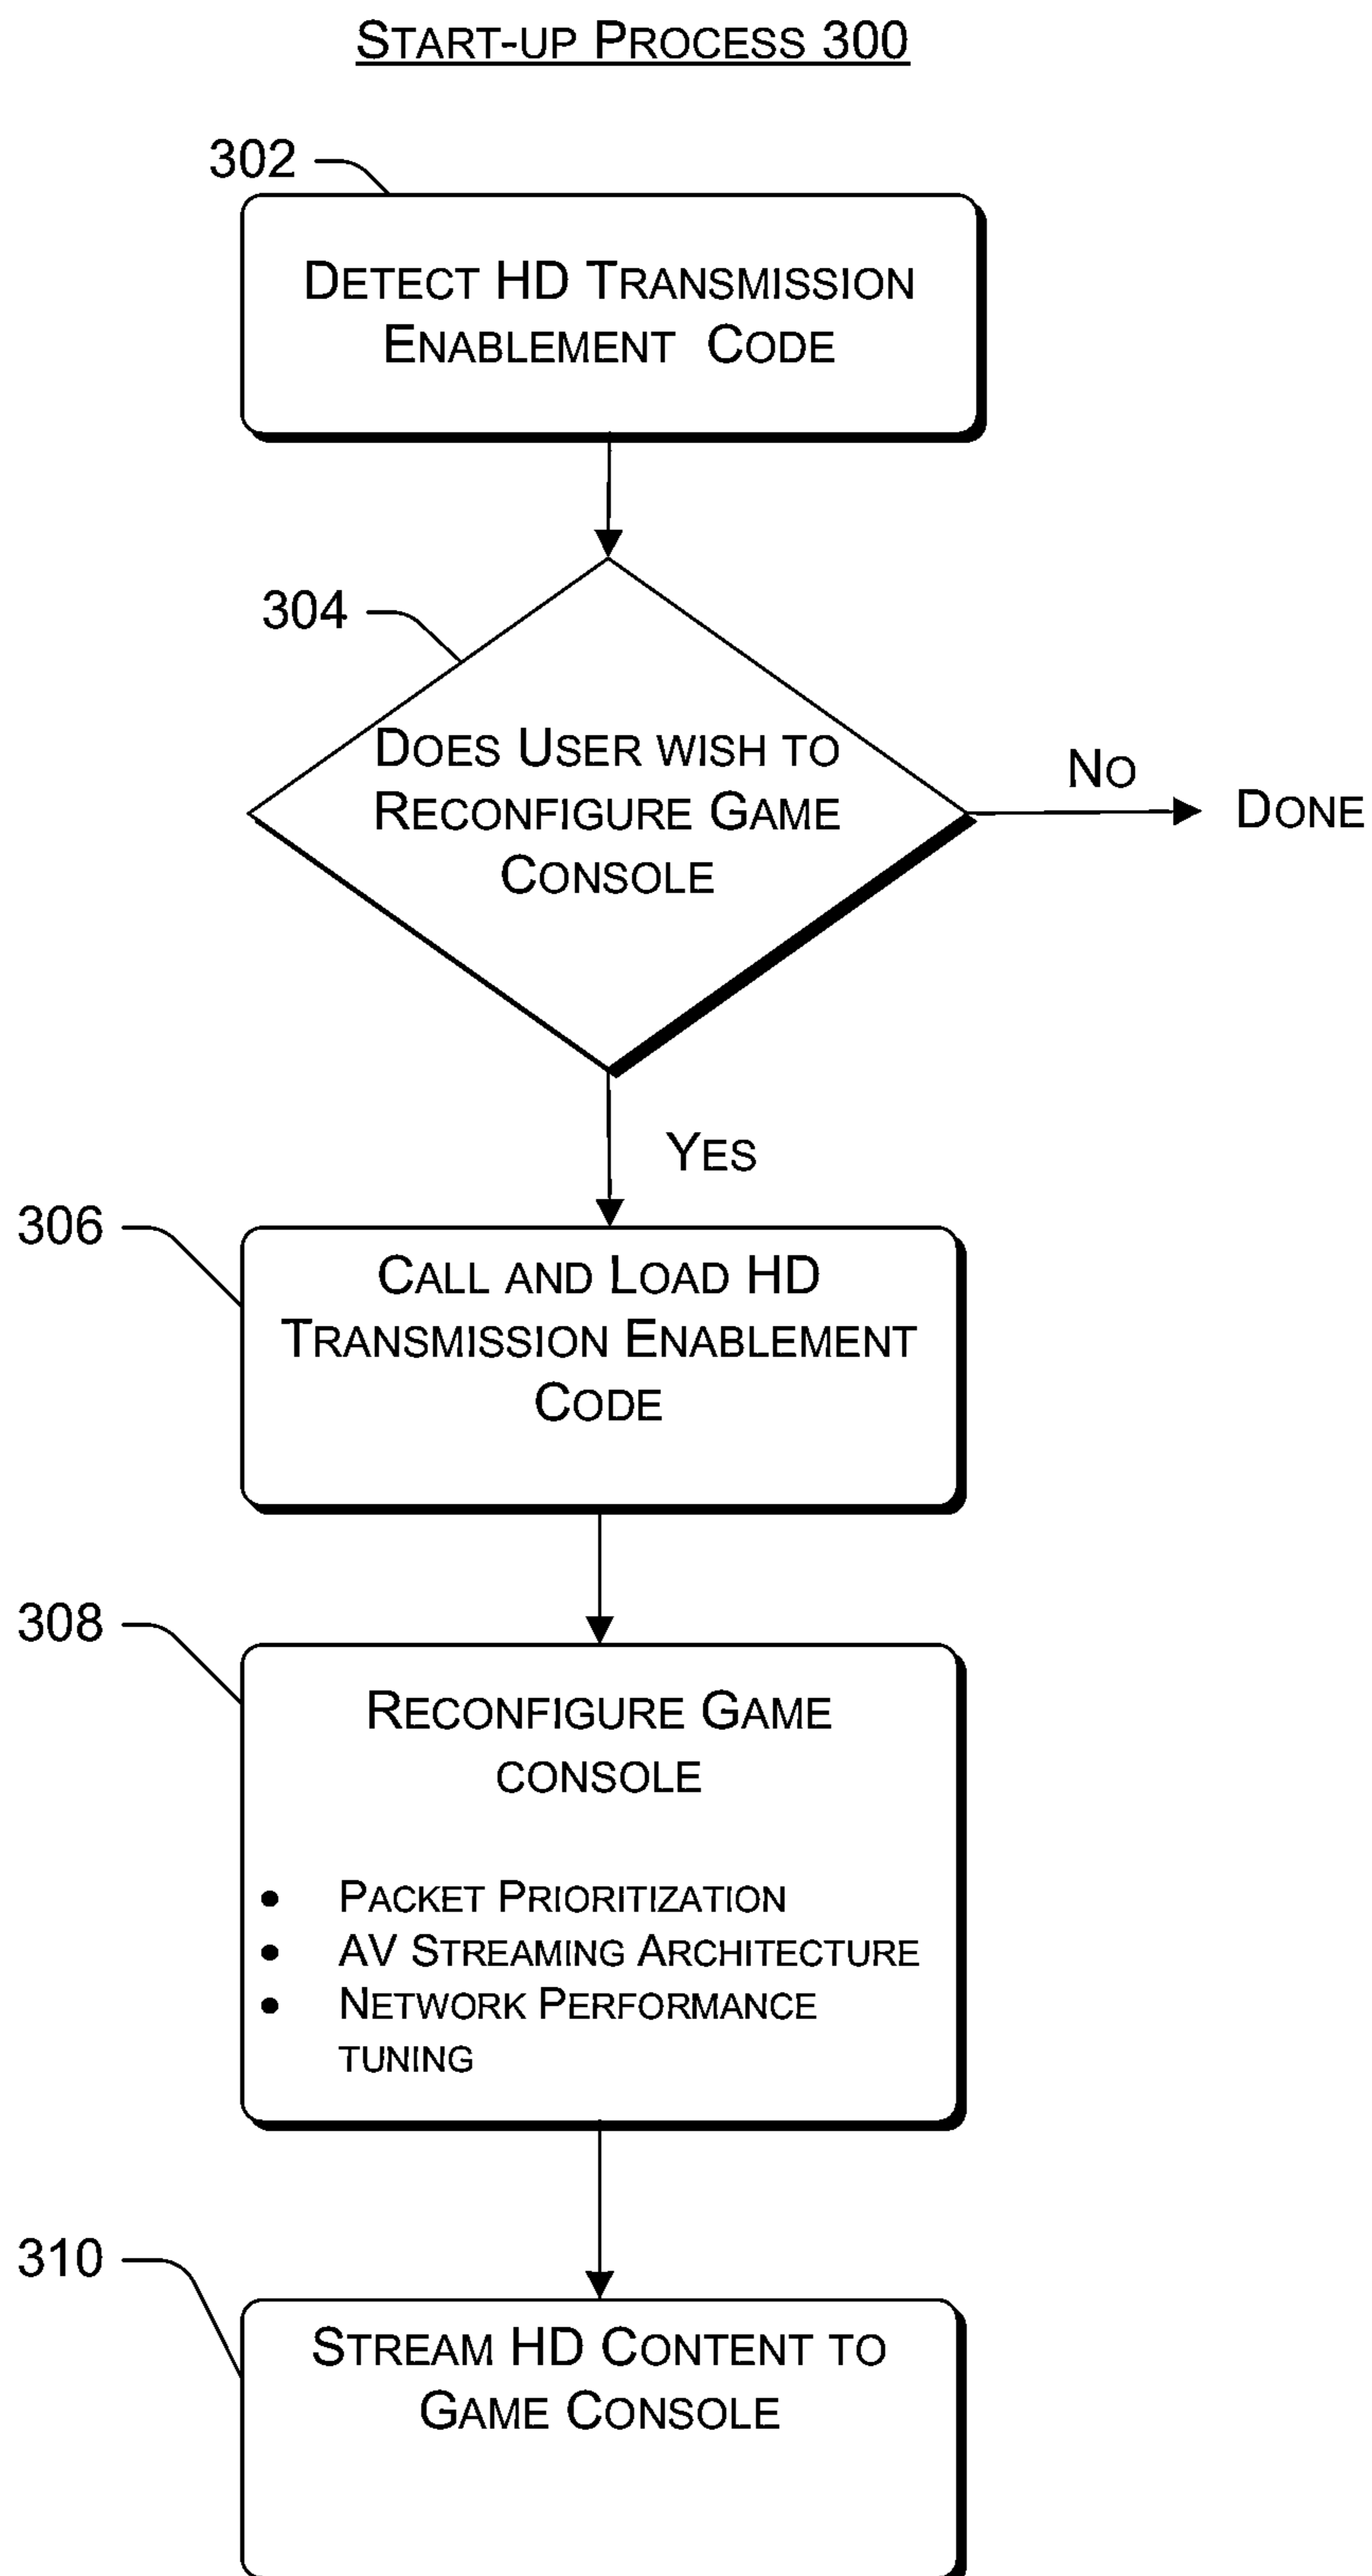 START-UP PROCESS 300
302
DETECT HD TRANSMISSION
ENABLEMENT CODE
304
DOES USER WISH TO
RECONFIGURE GAME
CONSOLE
NO
DONE
YES
306
CALL AND LOAD HD
TRANSMISSION ENABLEMENT
CODE
308
RECONFIGURE GAME
CONSOLE
• PACKET PRIORITIZATION
• AV STREAMING ARCHITECTURE
• NETWORK PERFORMANCE
TUNING
310
STREAM HD CONTENT TO
GAME CONSOLE